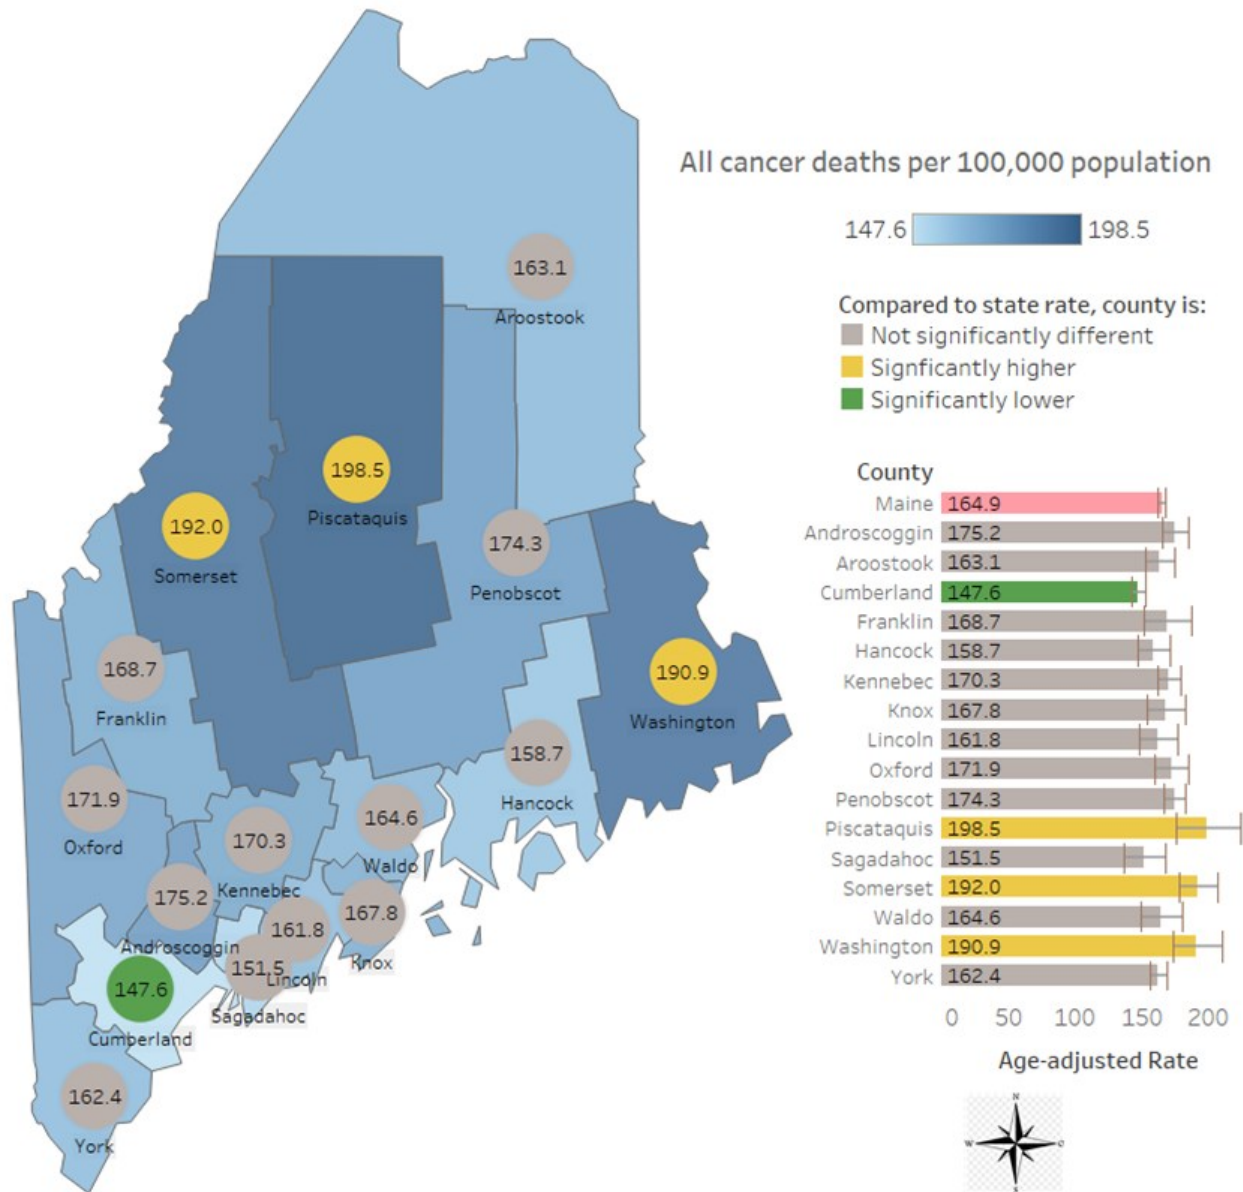 All cancer deaths per 100,000 population
147.6 198.5
Compared to state rate, county is:
Not significantly different
Signficantly higher
Significantly lower
163.1
Aroostook
198.5
Piscataquis
192.0
Somerset
174.3
Penobscot
168.7
Franklin
190.9
Washington
158.7
Hancock
171.9
Oxford
170.3
Kennebec
164.6
Waldo
175.2
Androscoggin
161.8
Lincoln
167.8
Knox
151.5
Sagadahoc
147.6
Cumberland
162.4
York
County
Maine 164.9
Androscoggin 175.2
Aroostook 163.1
Cumberland 147.6
Franklin 168.7
Hancock 158.7
Kennebec 170.3
Knox 167.8
Lincoln 161.8
Oxford 171.9
Penobscot 174.3
Piscataquis 198.5
Sagadahoc 151.5
Somerset 192.0
Waldo 164.6
Washington 190.9
York 162.4
0 50 100 150 200
Age-adjusted Rate
N
W O
S